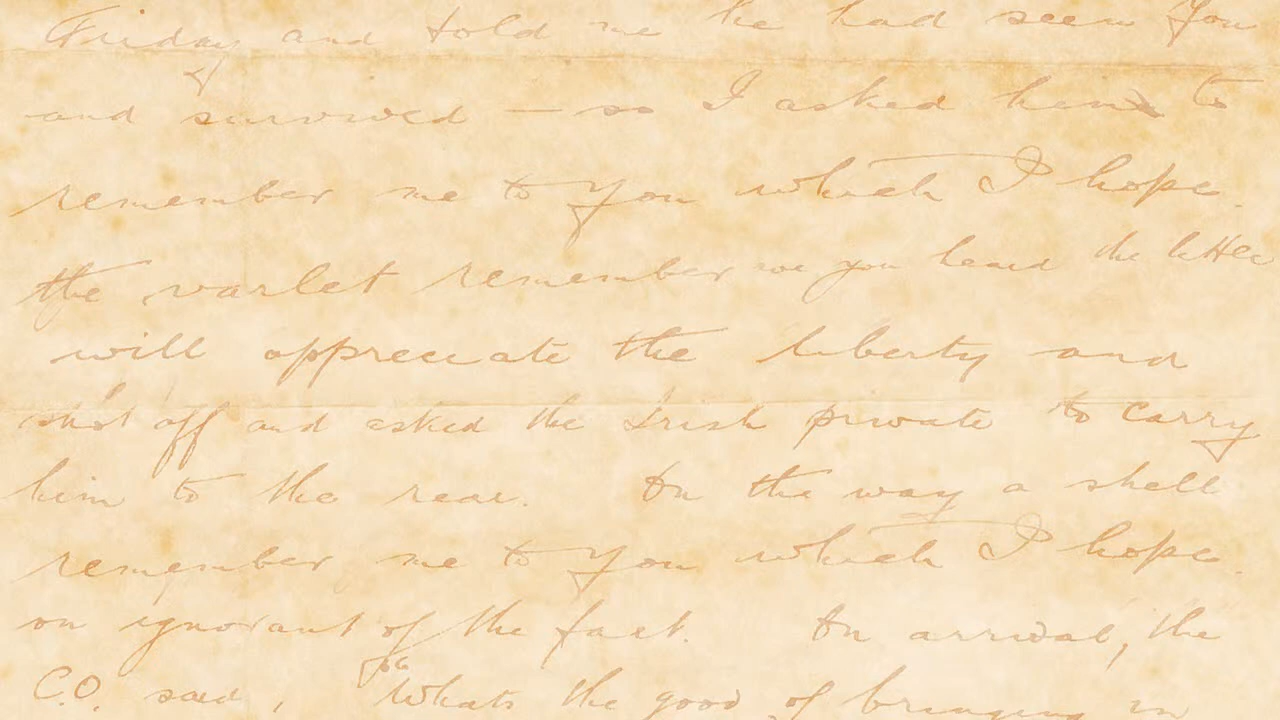 Friday and told me he had seen you
and survived — so I asked him to
remember me to you which I hope
the varlet remember you heard the letter
will appreciate the liberty and
shot off and asked the Irish private to carry
him to the rear. On the way a shell
remember me to you which I hope.
on ignorant of the fact. On arrival, the
C.O. said, "Whats the good of bringing in